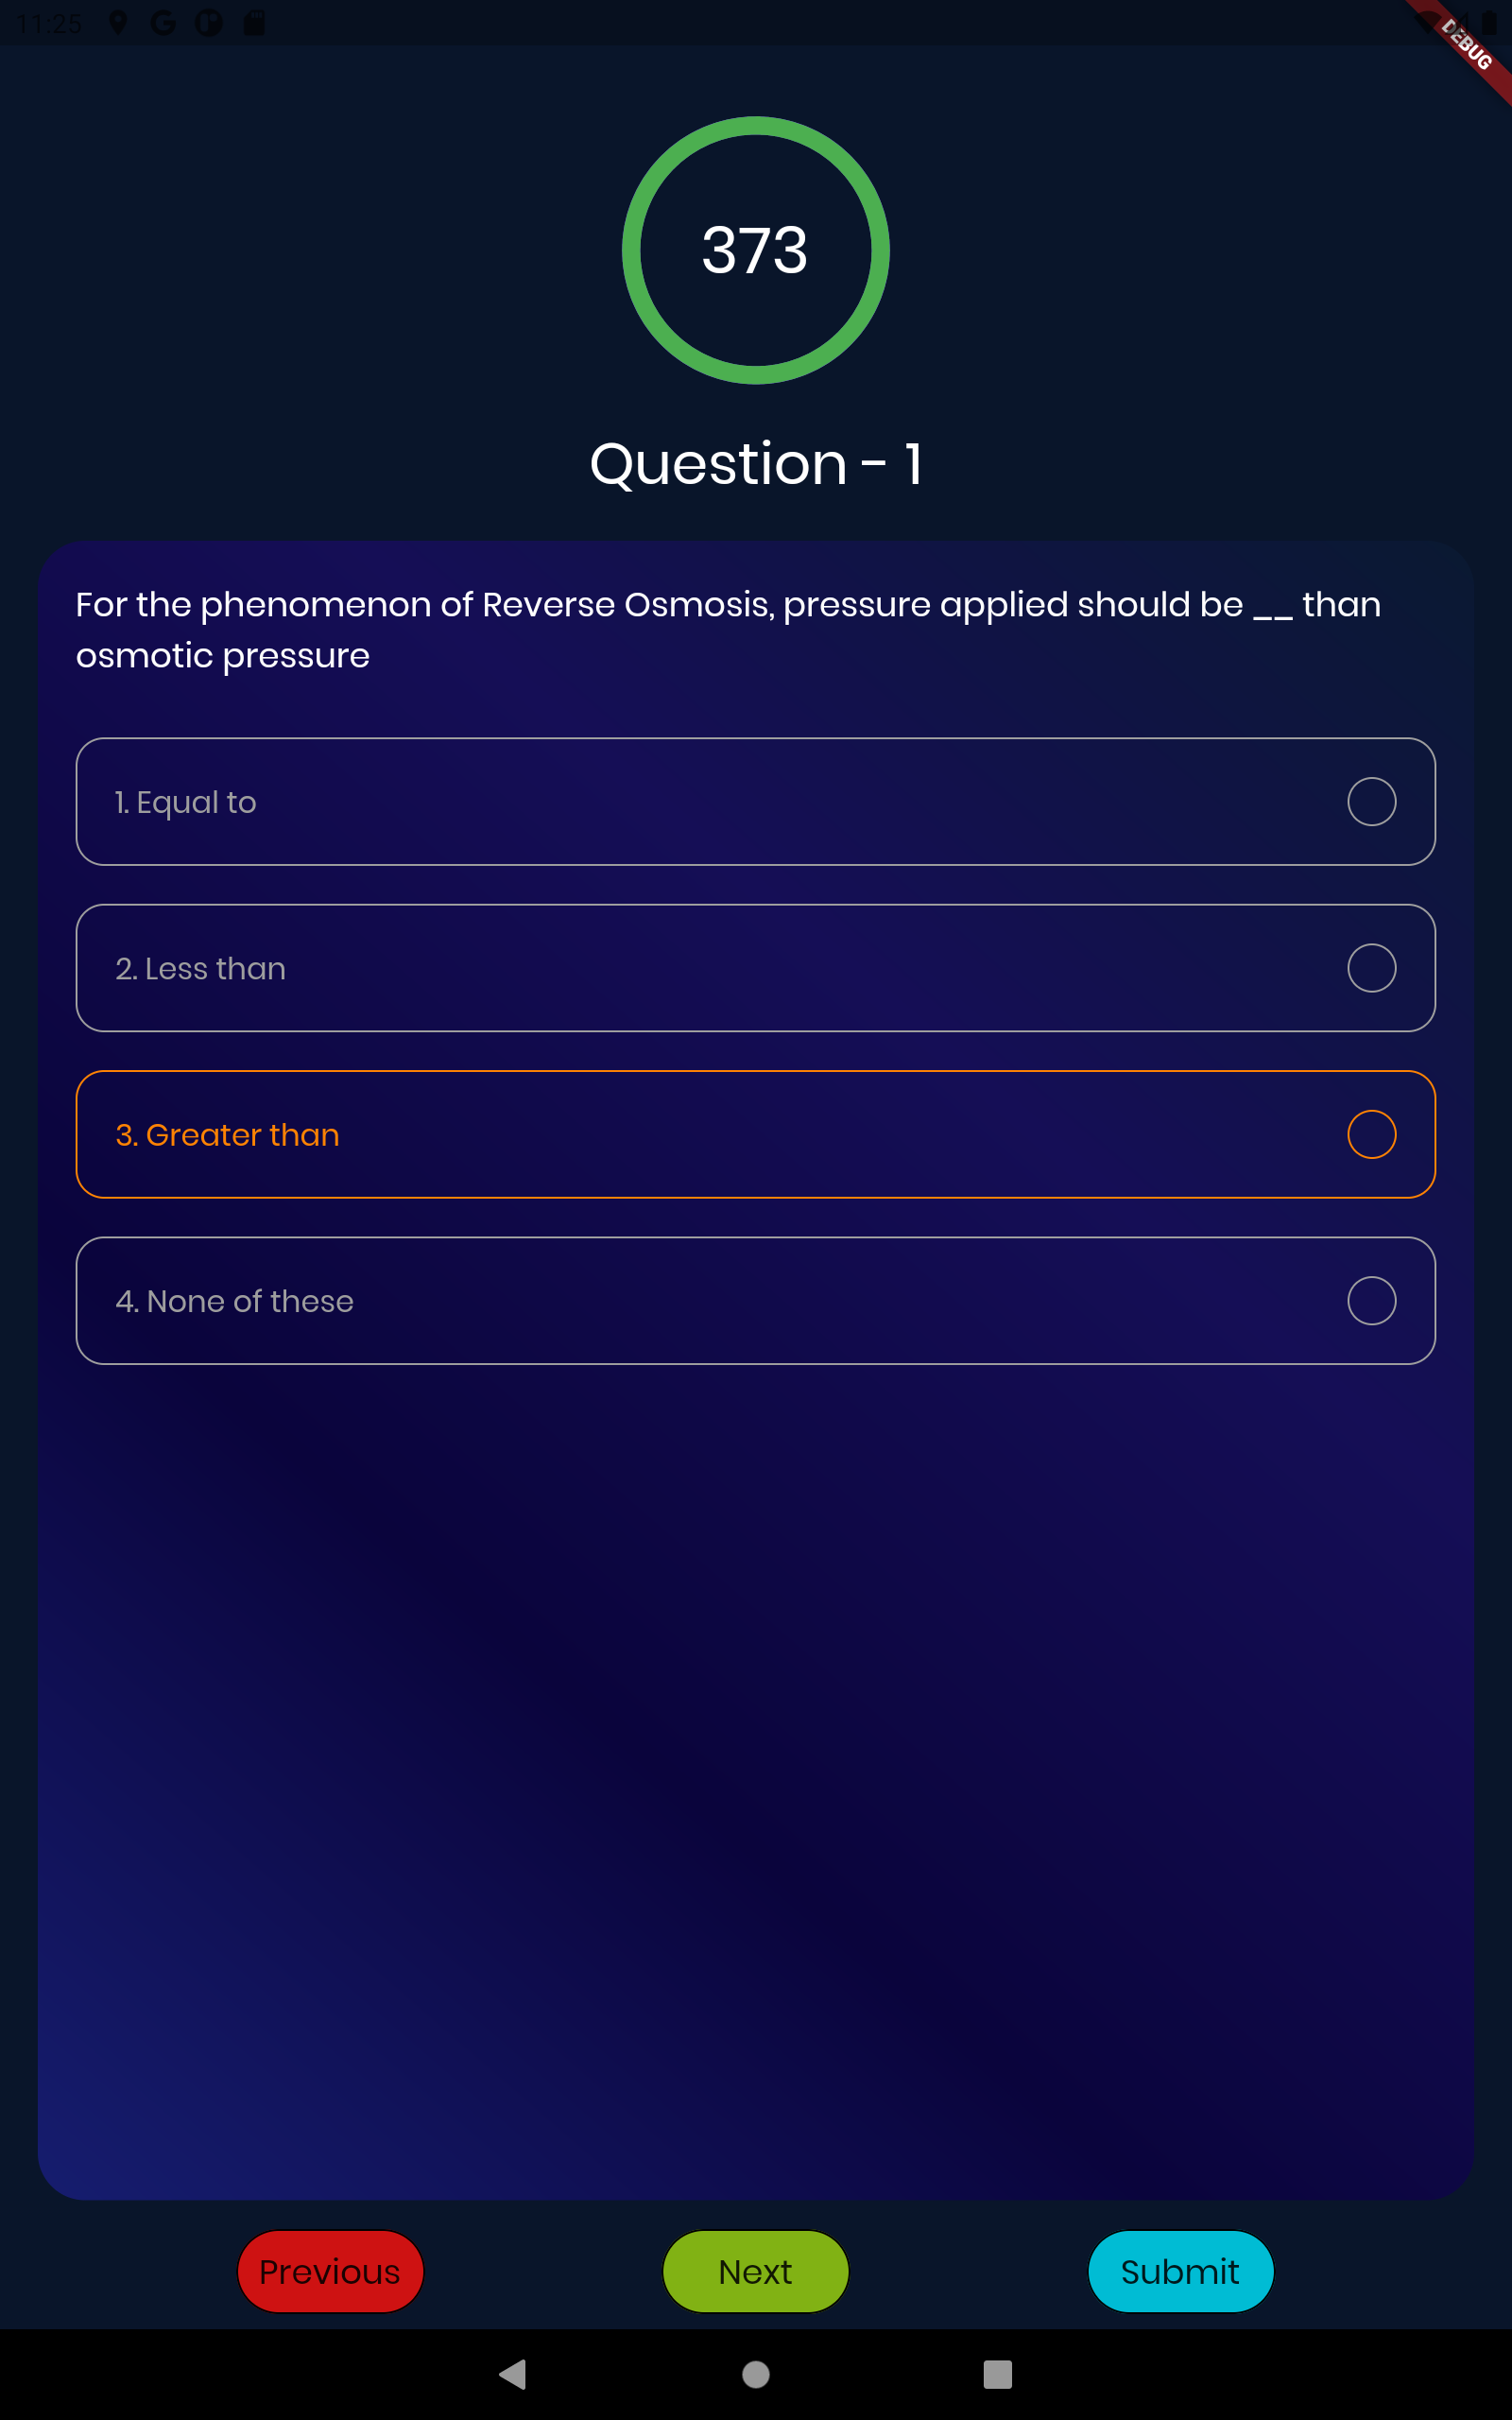 11:25
DEBUG
373
Question - 1
For the phenomenon of Reverse Osmosis, pressure applied should be __ than
osmotic pressure
1. Equal to
2. Less than
3. Greater than
4. None of these
Previous
Next
Submit